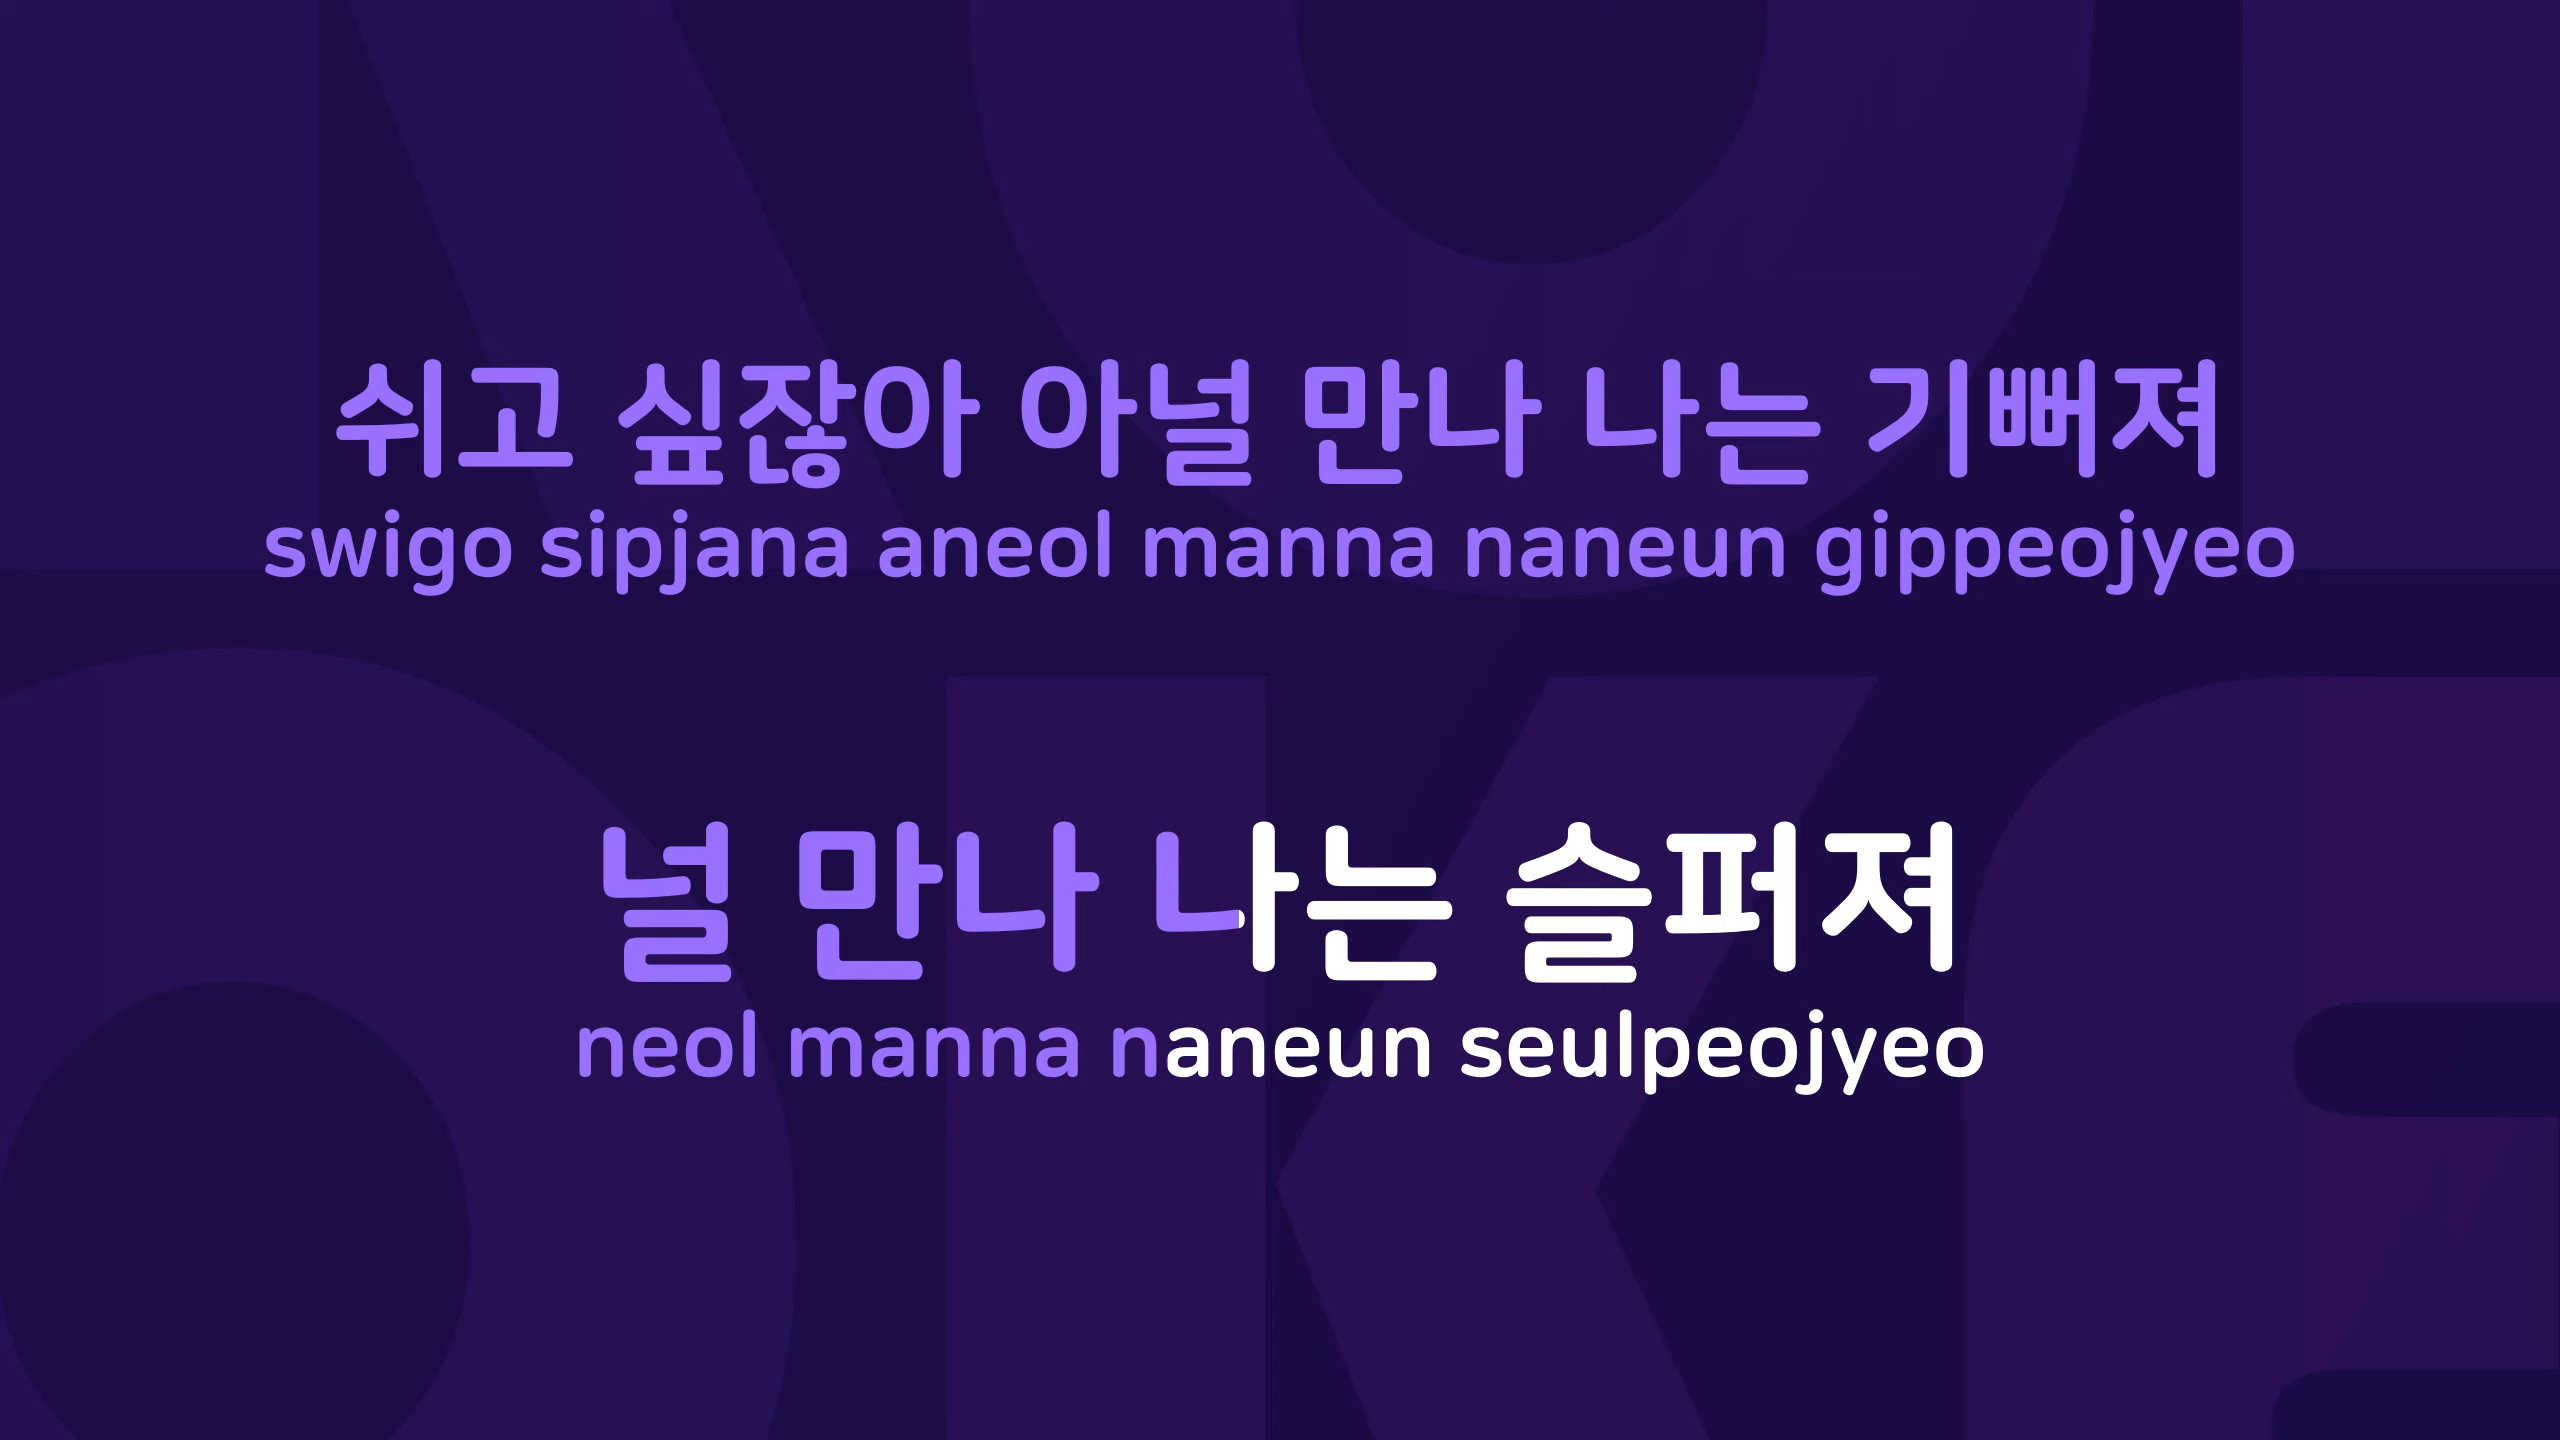 쉬고 싶잖아 아널 만나 나는 기뻐져
swigo sipjana aneol manna naneun gippeojyeo
널 만나 나는 슬퍼져
neol manna naneun seulpeojyeo